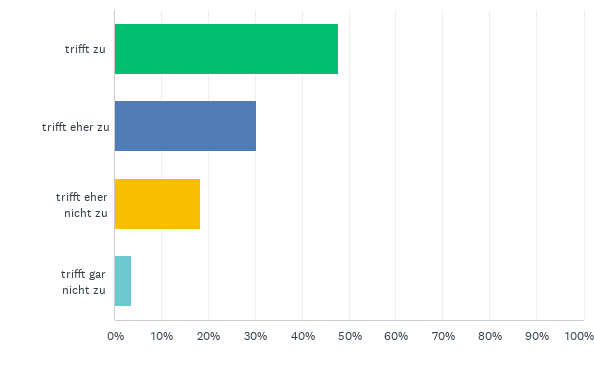 trifft zu
trifft eher zu
trifft eher
nicht zu
trifft gar
nicht zu
0% 10% 20% 30% 40% 50% 60% 70% 80% 90% 100%